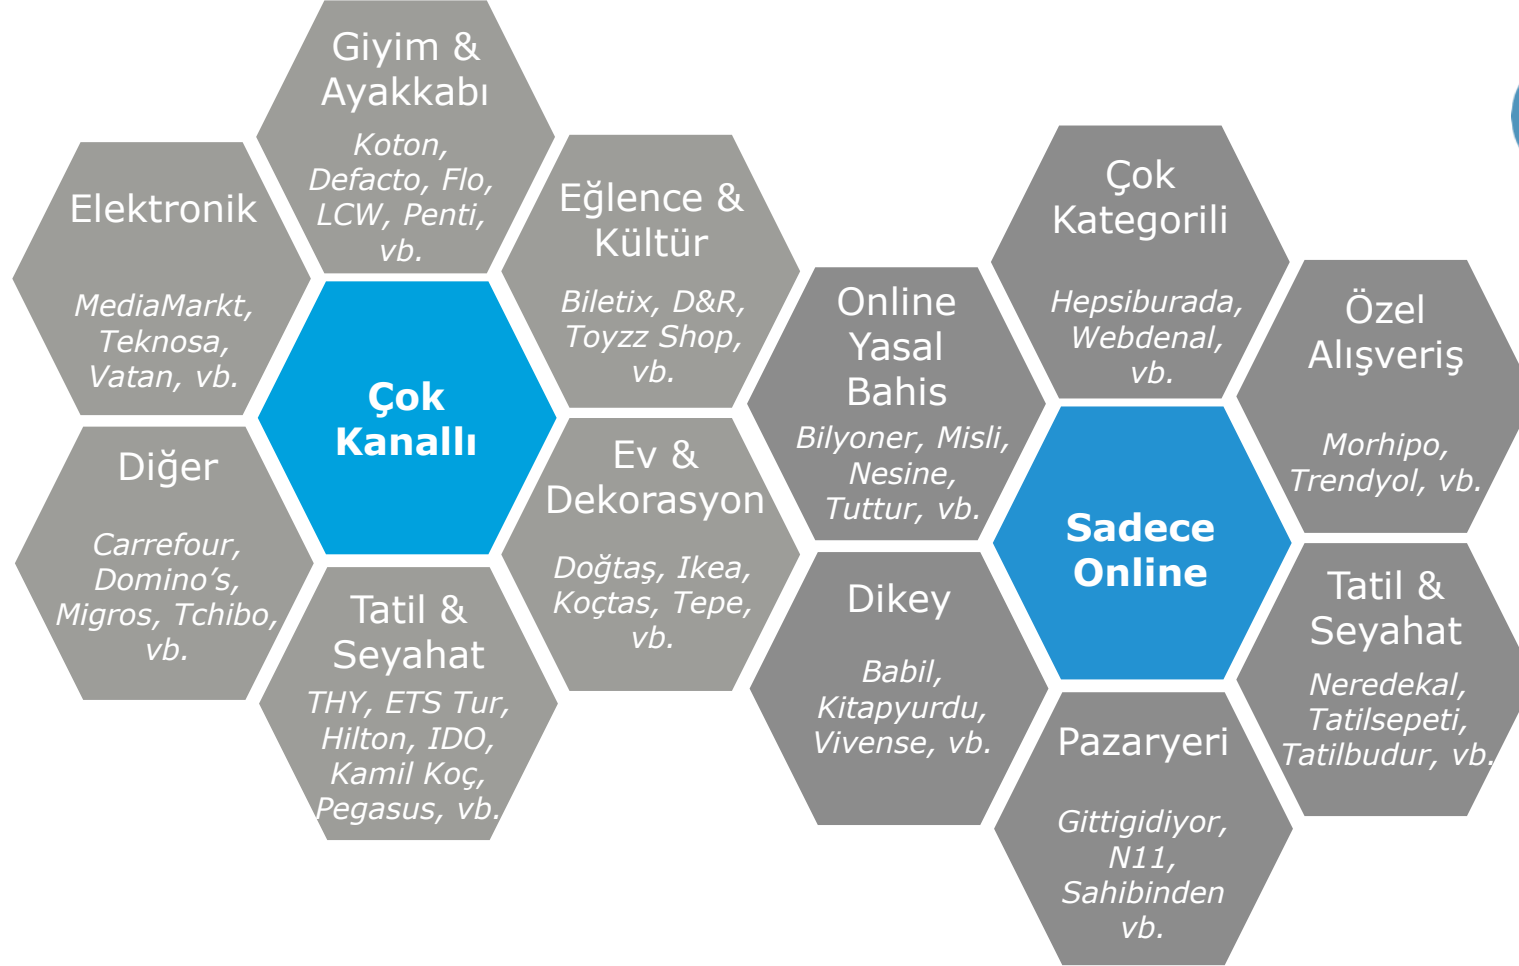 Giyim &
Ayakkabı
Koton,
Defacto, Flo,
LCW, Penti,
vb.
Elektronik
MediaMarkt,
Teknosa,
Vatan, vb.
Eğlence &
Kültür
Biletix, D&R,
Toyzz Shop,
vb.
Çok
Kanallı
Diğer
Carrefour,
Domino’s,
Migros, Tchibo,
vb.
Ev &
Dekorasyon
Doğtaş, Ikea,
Koçtas, Tepe,
vb.
Tatil &
Seyahat
THY, ETS Tur,
Hilton, IDO,
Kamil Koç,
Pegasus, vb.
Çok
Kategorili
Hepsiburada,
Webdenal,
vb.
Online
Yasal
Bahis
Bilyoner, Misli,
Nesine,
Tuttur, vb.
Özel
Alışveriş
Morhipo,
Trendyol, vb.
Sadece
Online
Dikey
Babil,
Kitapyurdu,
Vivense, vb.
Tatil &
Seyahat
Neredekal,
Tatilsepeti,
Tatilbudur, vb.
Pazaryeri
Gittigidiyor,
N11,
Sahibinden
vb.